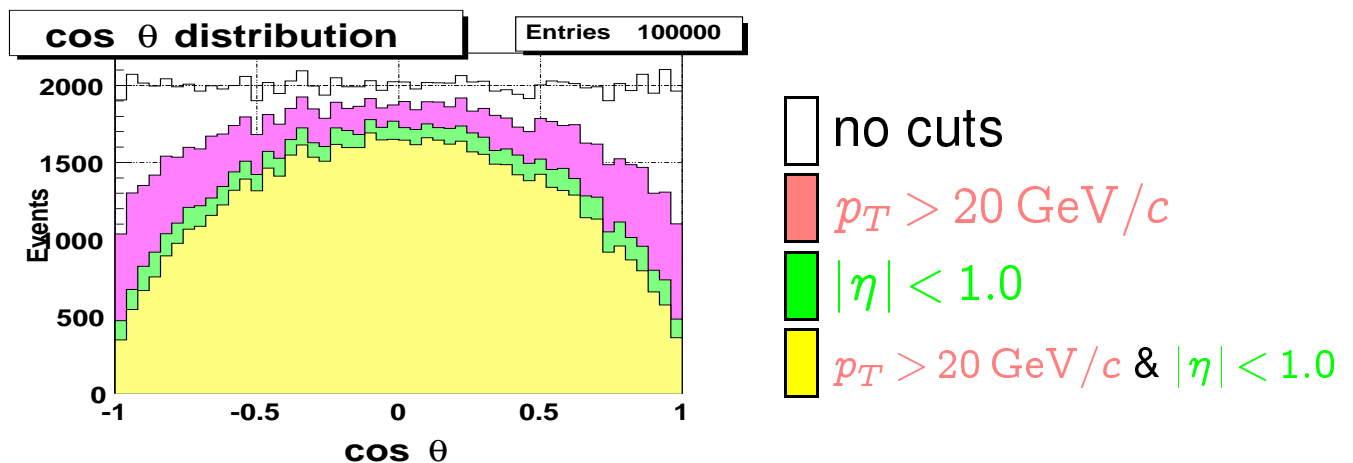 cos θ distribution
Entries 100000
2000
1500
1000
500
0
Events
-1 -0.5 0 0.5 1
cos θ
no cuts
p_T > 20 GeV/c
|η| < 1.0
p_T > 20 GeV/c & |η| < 1.0